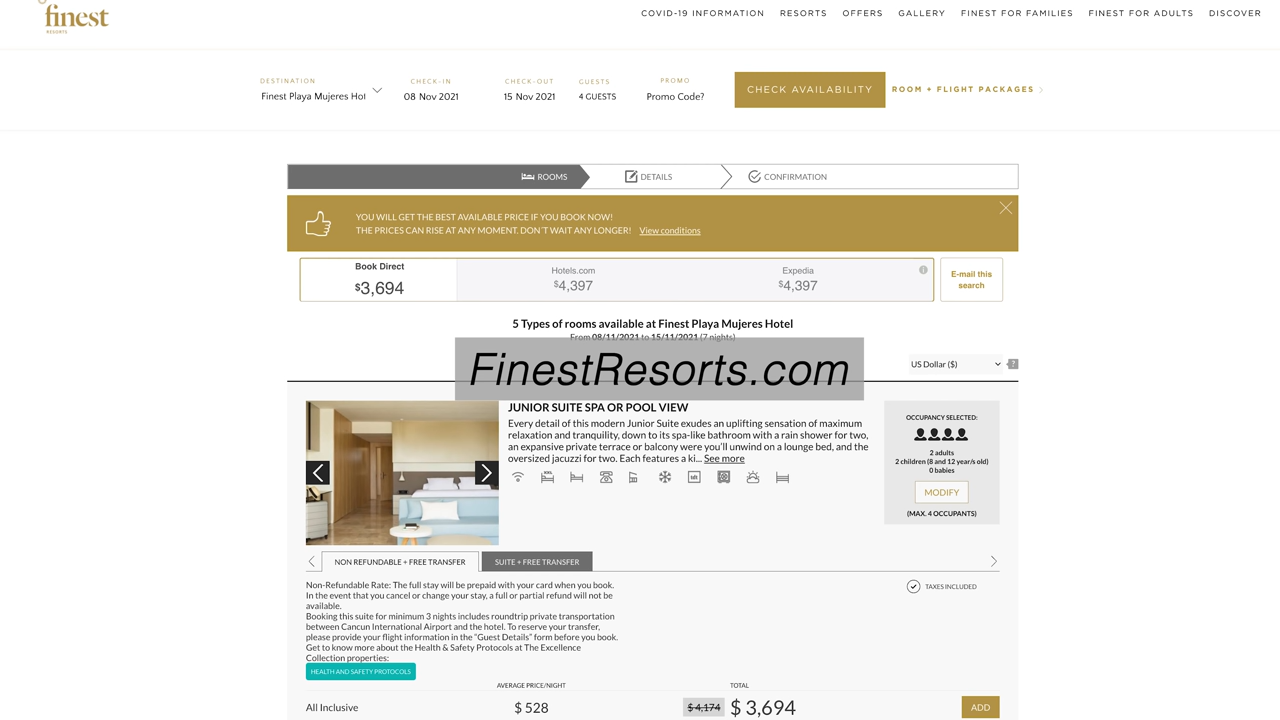 finest
RESORTS
COVID-19 INFORMATION RESORTS OFFERS GALLERY FINEST FOR FAMILIES FINEST FOR ADULTS DISCOVER
DESTINATION CHECK-IN CHECK-OUT GUESTS PROMO
Finest Playa Mujeres Hot 08 Nov 2021 15 Nov 2021 4 GUESTS Promo Code?
CHECK AVAILABILITY ROOM + FLIGHT PACKAGES
ROOMS DETAILS CONFIRMATION
YOU WILL GET THE BEST AVAILABLE PRICE IF YOU BOOK NOW!
THE PRICES CAN RISE AT ANY MOMENT. DON´T WAIT ANY LONGER! View conditions
Book Direct Hotels.com Expedia
$3,694 $4,397 $4,397
E-mail this
search
5 Types of rooms available at Finest Playa Mujeres Hotel
From 08/11/2021 to 15/11/2021 (7 nights)
US Dollar ($) ?
FinestResorts.com
JUNIOR SUITE SPA OR POOL VIEW
Every detail of this modern Junior Suite exudes an uplifting sensation of maximum
relaxation and tranquility, down to its spa-like bathroom with a rain shower for two,
an expansive private terrace or balcony were you'll unwind on a lounge bed, and the
oversized jacuzzi for two. Each features a ki... See more
OCCUPANCY SELECTED:
2 adults
2 children (8 and 12 year/s old)
0 babies
MODIFY
(MAX. 4 OCCUPANTS)
NON REFUNDABLE + FREE TRANSFER SUITE + FREE TRANSFER
Non-Refundable Rate: The full stay will be prepaid with your card when you book.
In the event that you cancel or change your stay, a full or partial refund will not be
available.
Booking this suite for minimum 3 nights includes roundtrip private transportation
between Cancun International Airport and the hotel. To reserve your transfer,
please provide your flight information in the "Guest Details" form before you book.
Get to know more about the Health & Safety Protocols at The Excellence
Collection properties:
HEALTH AND SAFETY PROTOCOLS
TAXES INCLUDED
AVERAGE PRICE/NIGHT TOTAL
All Inclusive $ 528 $ 4,174 $ 3,694 ADD